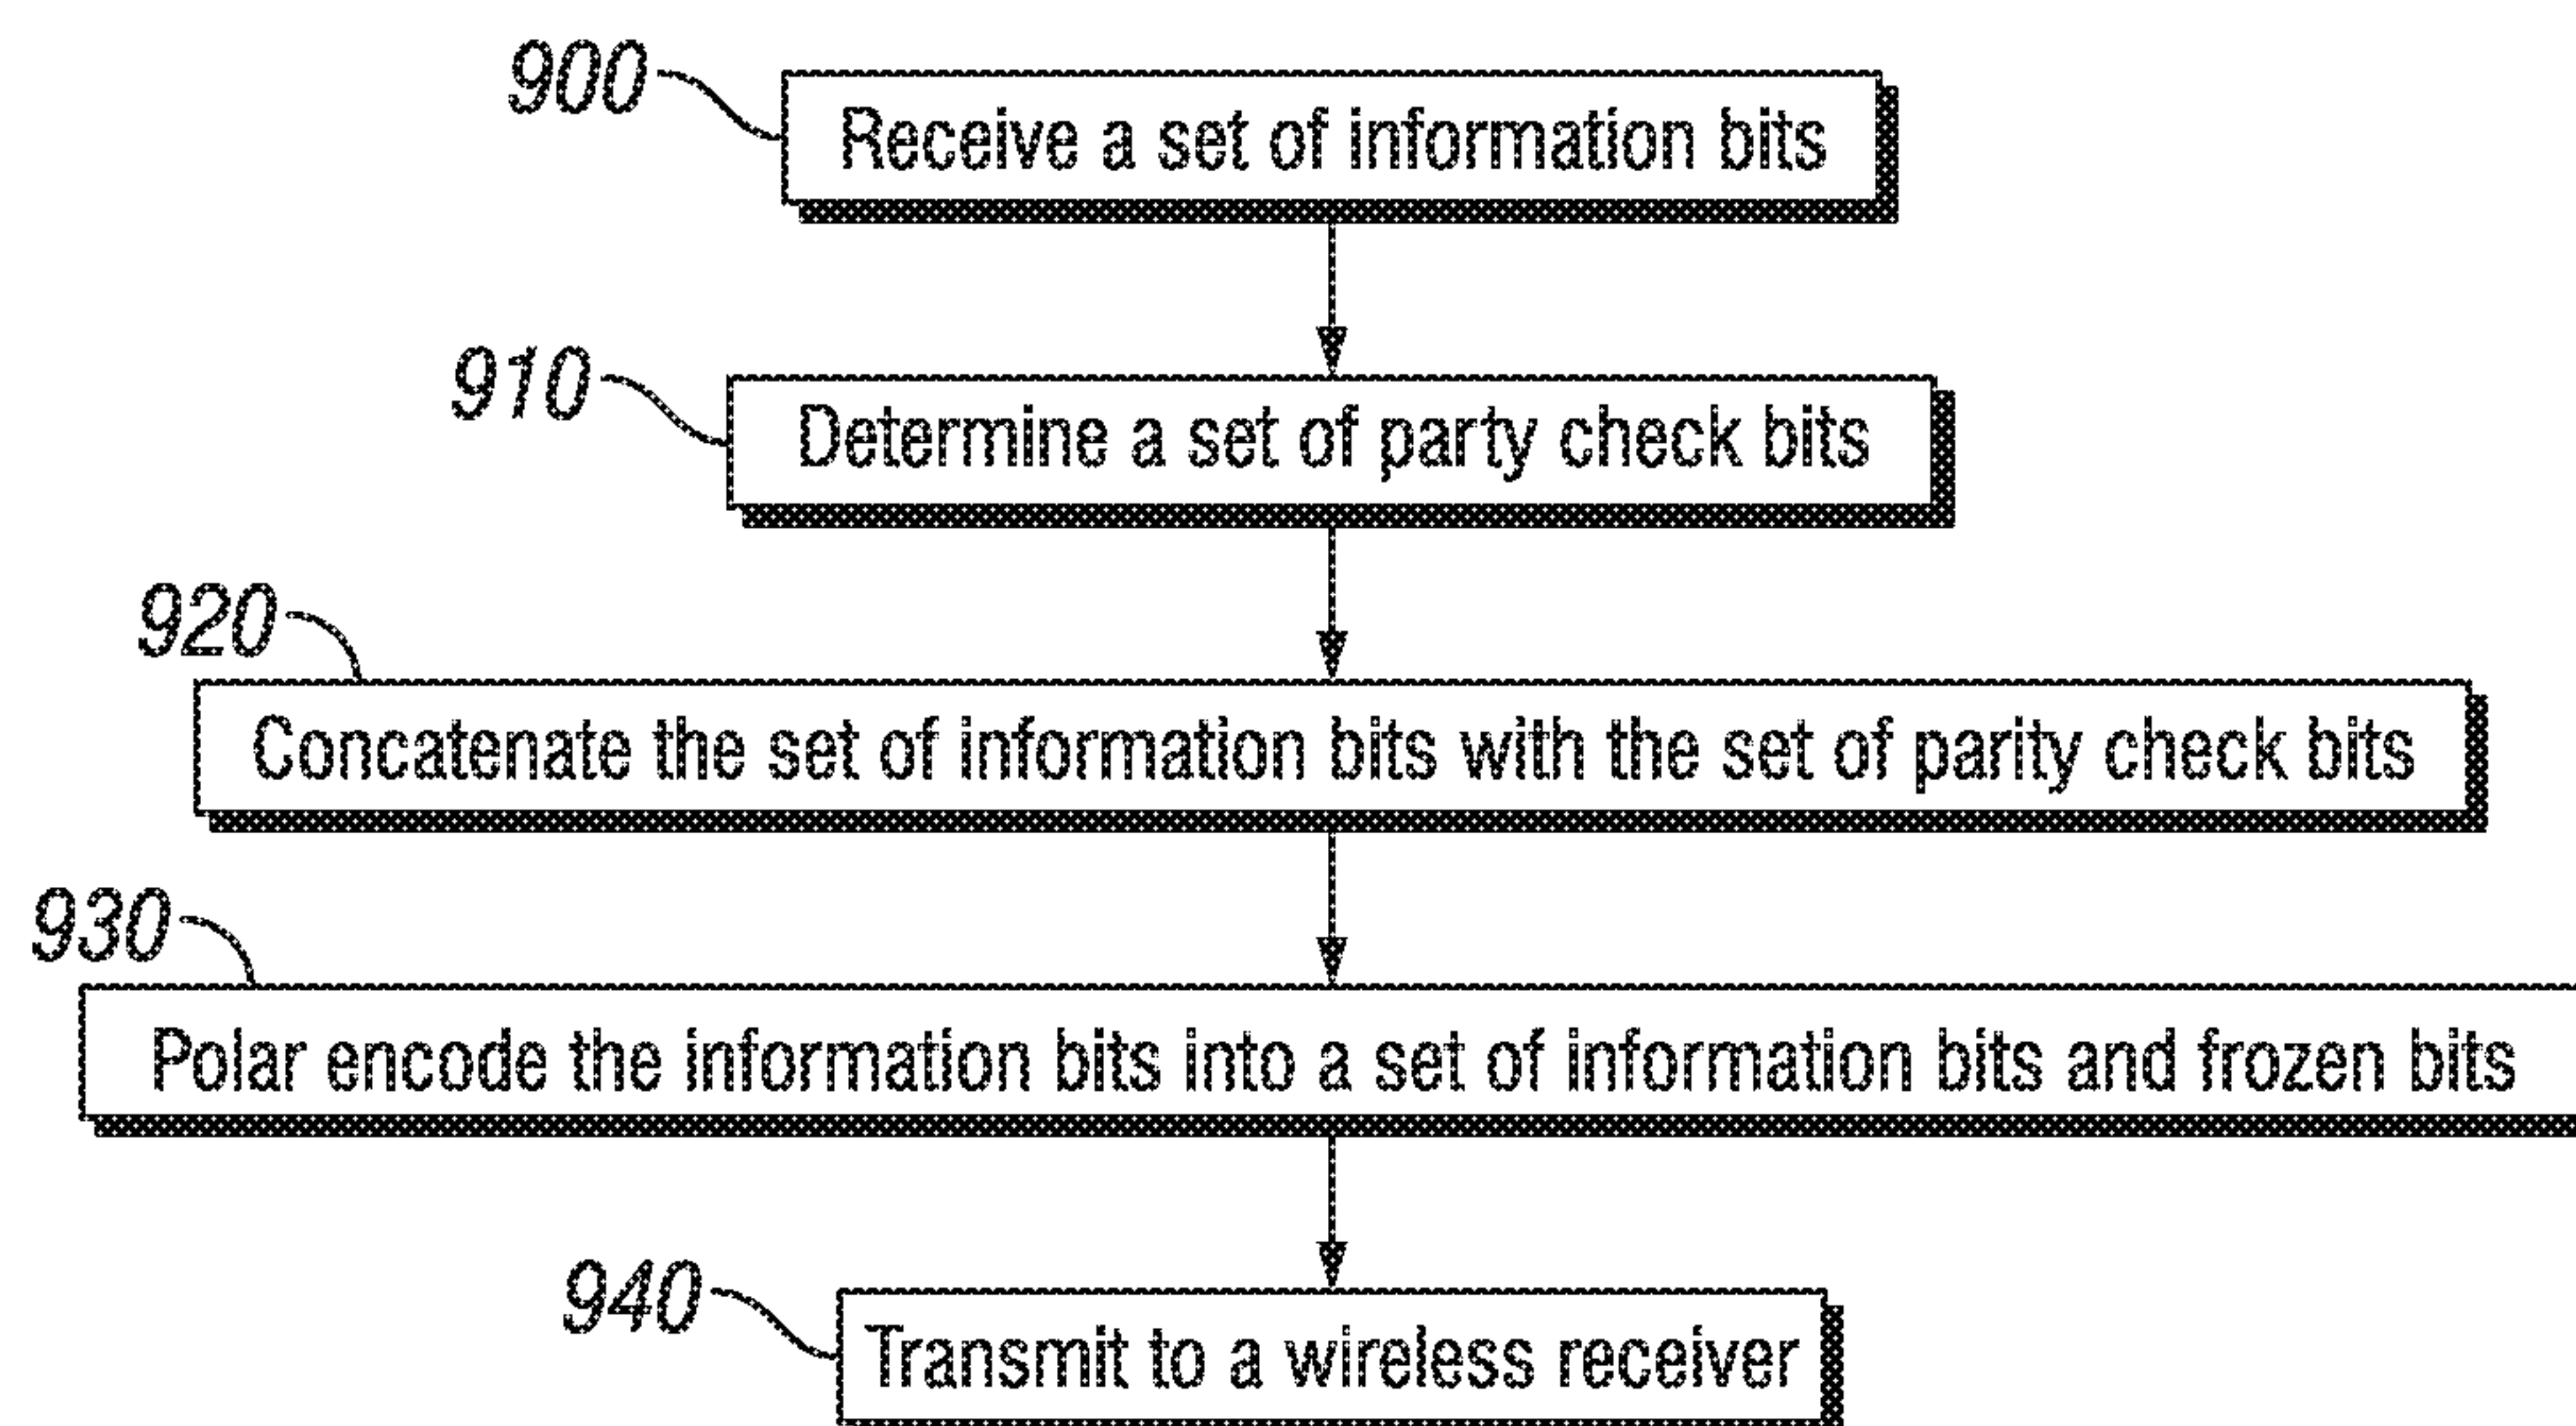 900
Receive a set of information bits
910
Determine a set of party check bits
920
Concatenate the set of information bits with the set of parity check bits
930
Polar encode the information bits into a set of information bits and frozen bits
940
Transmit to a wireless receiver